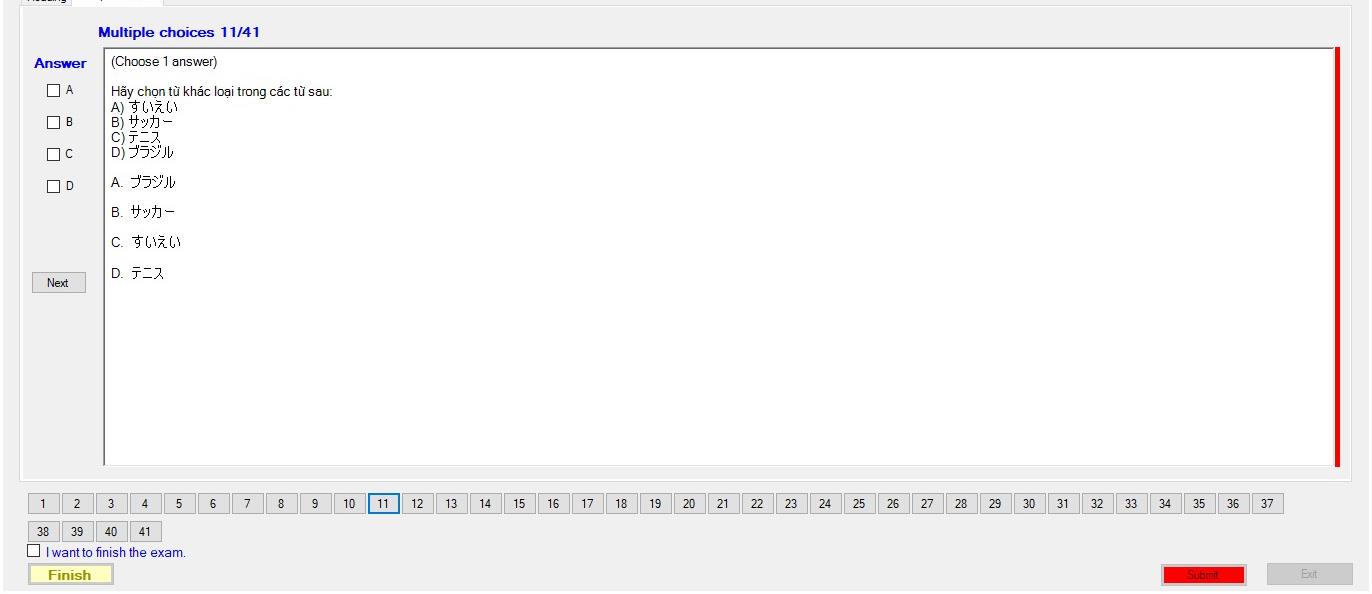 Multiple choices 11/41
Answer
(Choose 1 answer)
A
Hãy chọn từ khác loại trong các từ sau:
A) すいえい
B) サッカー
C) テニス
D) ブラジル
B
C
D
A. ブラジル
B. サッカー
C. すいえい
D. テニス
Next
1 2 3 4 5 6 7 8 9 10 11 12 13 14 15 16 17 18 19 20 21 22 23 24 25 26 27 28 29 30 31 32 33 34 35 36 37
38 39 40 41
I want to finish the exam.
Finish
Submit
Exit